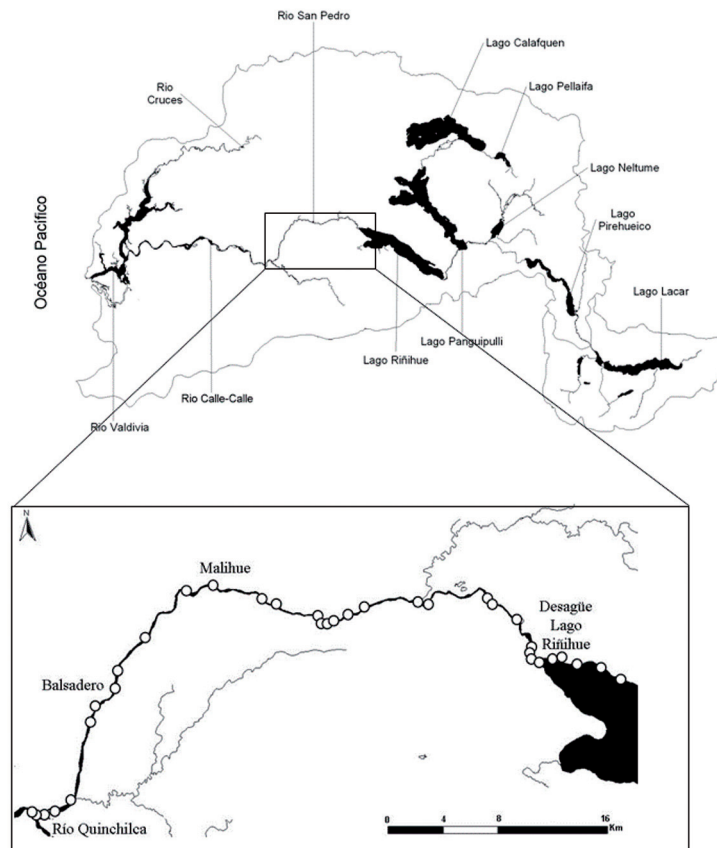 Rio San Pedro
Lago Calafquen
Lago Pellaifa
Rio
Cruces
Lago Neltume
Lago
Pirehueico
Océano Pacífico
Lago Lacar
Lago Panguipulli
Lago Riñihue
Rio Calle-Calle
Rio Valdivia
N
Malihue
Desagüe
Lago
Riñihue
Balsadero
Río Quinchilca
0 8 16
Km